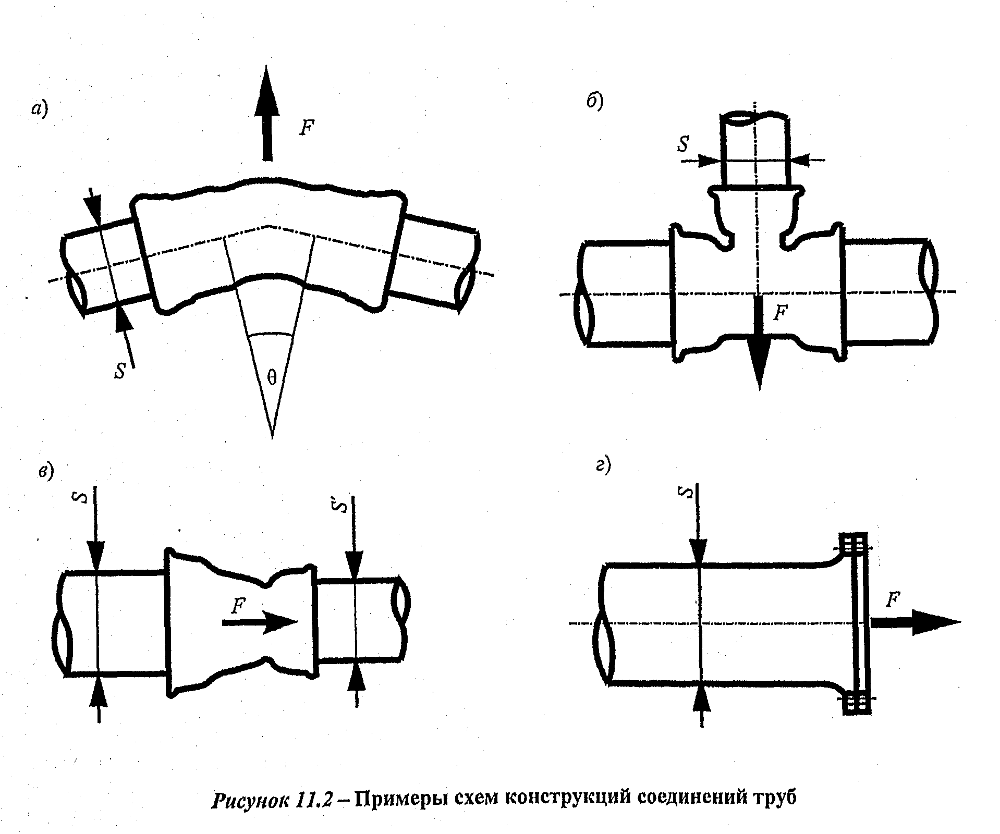 а)
F
S
θ
б)
S
F
в)
S
S"
F
г)
S
F
Рисунок 11.2 – Примеры схем конструкций соединений труб